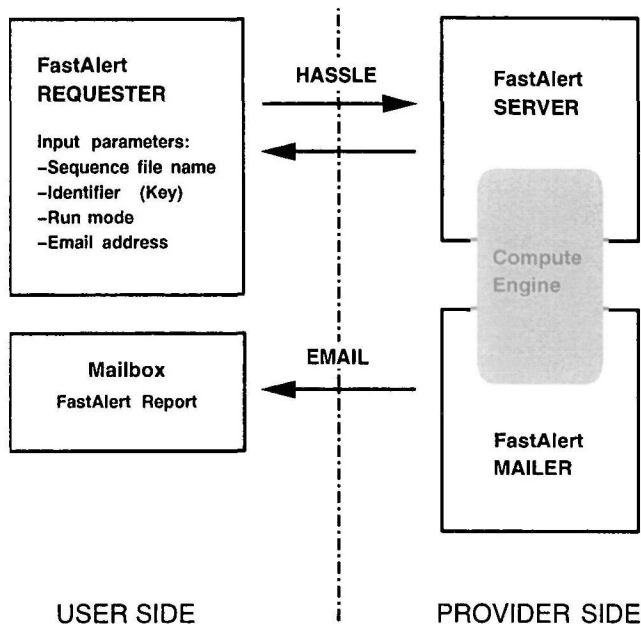 FastAlert
REQUESTER
Input parameters:
–Sequence file name
–Identifier (Key)
–Run mode
–Email address
HASSLE
FastAlert
SERVER
Compute
Engine
Mailbox
FastAlert Report
EMAIL
FastAlert
MAILER
USER SIDE
PROVIDER SIDE